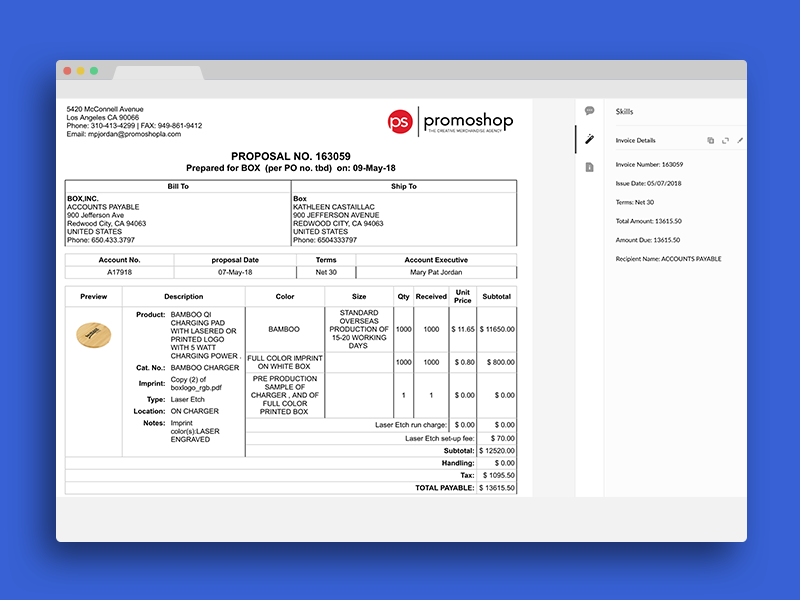 5420 McConnell Avenue
Los Angeles CA 90066
Phone: 310-413-4299 | FAX: 949-861-9412
Email: mpjordan@promoshopla.com
ps
promoshop
THE CREATIVE MERCHANDISE AGENCY
PROPOSAL NO. 163059
Prepared for BOX (per PO no. tbd) on: 09-May-18
Bill To
Ship To
BOX,INC.
ACCOUNTS PAYABLE
900 Jefferson Ave
Redwood City, CA 94063
UNITED STATES
Phone: 650.433.3797
Box
KATHLEEN CASTAILLAC
900 JEFFERSON AVENUE
REDWOOD CITY, CA 94063
UNITED STATES
Phone: 6504333797
Account No. proposal Date Terms Account Executive
A17918 07-May-18 Net 30 Mary Pat Jordan
Preview Description Color Size Qty Received Unit Price Subtotal
Product: BAMBOO QI
CHARGING PAD
WITH LASERED OR
PRINTED LOGO
WITH 5 WATT
CHARGING POWER .
Cat. No.: BAMBOO CHARGER
Imprint: Copy (2) of
boxlogo_rgb.pdf
Type: Laser Etch
Location: ON CHARGER
Notes: Imprint
color(s):LASER
ENGRAVED
BAMBOO
STANDARD
OVERSEAS
PRODUCTION OF
15-20 WORKING
DAYS
1000 1000 $ 11.65 $ 11650.00
FULL COLOR IMPRINT
ON WHITE BOX
1000 1000 $ 0.80 $ 800.00
PRE PRODUCTION
SAMPLE OF
CHARGER , AND OF
FULL COLOR
PRINTED BOX
1 1 $ 0.00 $ 0.00
Laser Etch run charge: $ 0.00 $ 0.00
Laser Etch set-up fee: $ 70.00
Subtotal: $ 12520.00
Handling: $ 0.00
Tax: $ 1095.50
TOTAL PAYABLE: $ 13615.50
Skills
Invoice Details
Invoice Number: 163059
Issue Date: 05/07/2018
Terms: Net 30
Total Amount: 13615.50
Amount Due: 13615.50
Recipient Name: ACCOUNTS PAYABLE